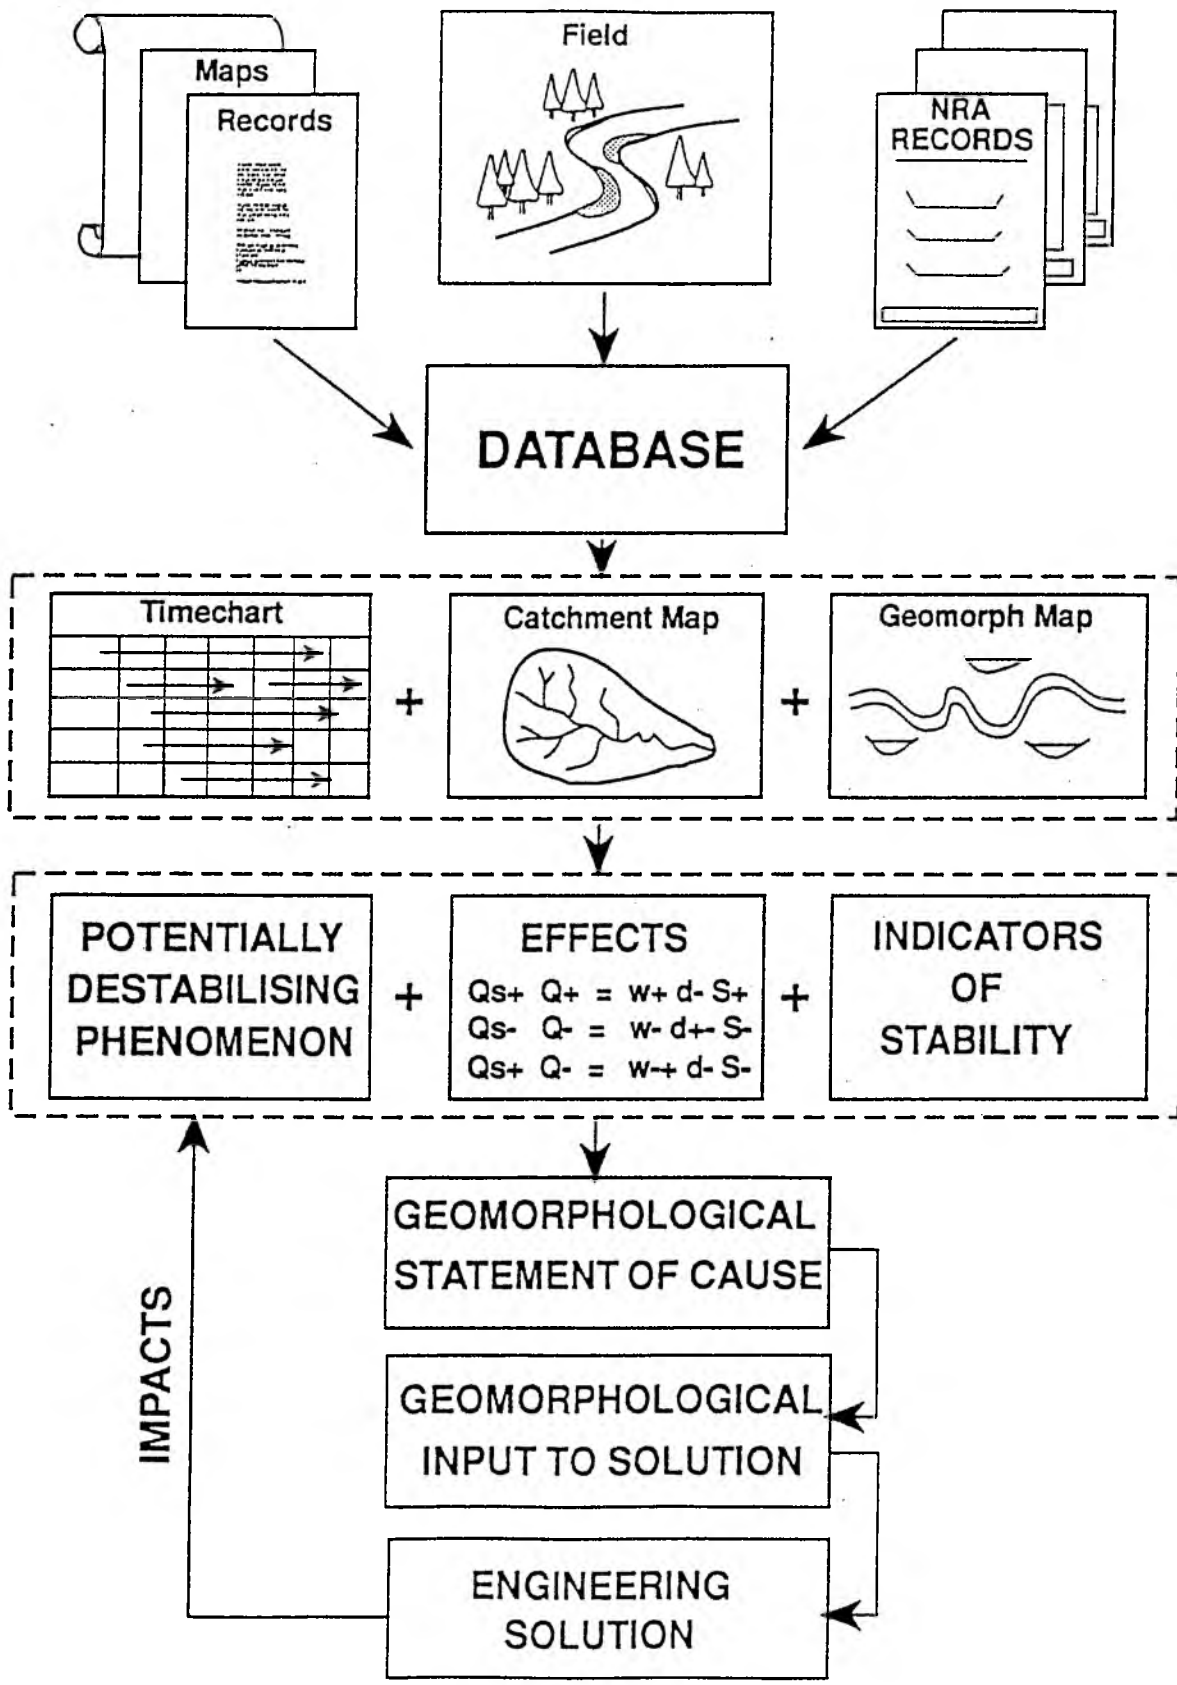 Maps
Records
Field
NRA
RECORDS
DATABASE
Timechart
+
Catchment Map
+
Geomorph Map
POTENTIALLY
DESTABILISING
PHENOMENON
+
EFFECTS
Qs+ Q+ = w+ d- S+
Qs- Q- = w- d+- S-
Qs+ Q- = w-+ d- S-
+
INDICATORS
OF
STABILITY
GEOMORPHOLOGICAL
STATEMENT OF CAUSE
IMPACTS
GEOMORPHOLOGICAL
INPUT TO SOLUTION
ENGINEERING
SOLUTION